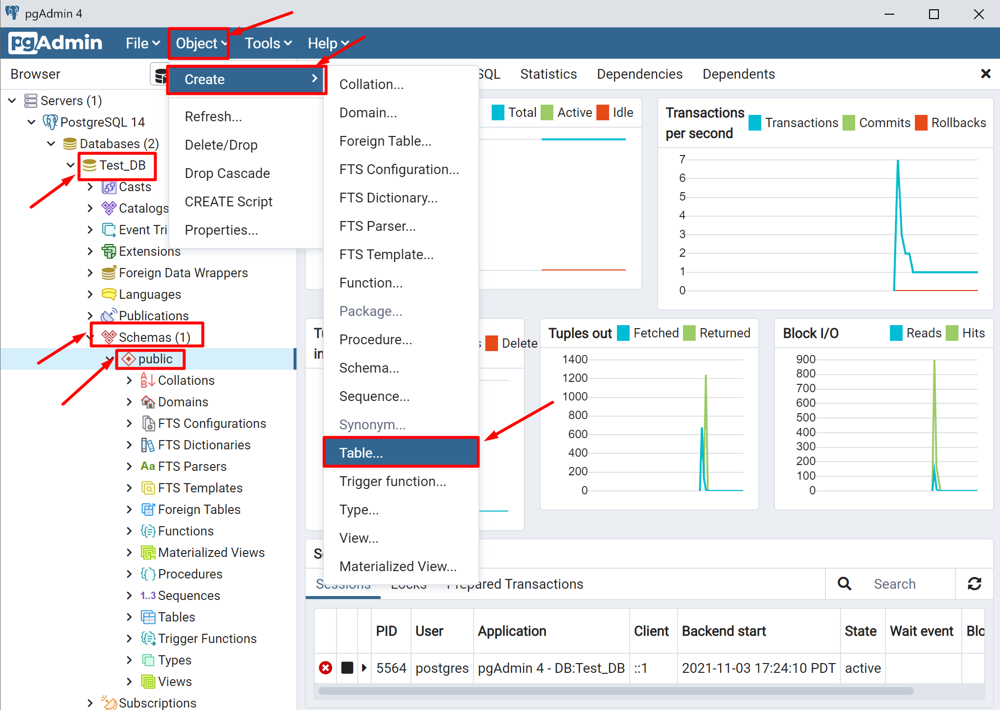 pgAdmin 4
pgAdmin File Object Tools Help
Browser
SQL Statistics Dependencies Dependents
Servers (1)
PostgreSQL 14
Databases (2)
Test_DB
Casts
Catalogs
Event Tri
Extensions
Foreign Data Wrappers
Languages
Publications
Schemas (1)
public
Collations
Domains
FTS Configurations
FTS Dictionaries
Aa FTS Parsers
FTS Templates
Foreign Tables
Functions
Materialized Views
Procedures
1..3 Sequences
Tables
Trigger Functions
Types
Views
Subscriptions
Create
Refresh...
Delete/Drop
Drop Cascade
CREATE Script
Properties...
Collation...
Domain...
Foreign Table...
FTS Configuration...
FTS Dictionary...
FTS Parser...
FTS Template...
Function...
Package...
Procedure...
Schema...
Sequence...
Synonym...
Table...
Trigger function...
Type...
View...
Materialized View...
Total Active Idle
Transactions
per second
Transactions Commits Rollbacks
7
6
5
4
3
2
1
0
Tu
in
s Delete
Tuples out Fetched Returned
1400
1200
1000
800
600
400
200
0
Block I/O Reads Hits
900
800
700
600
500
400
300
200
100
0
Se
Sessions Locks Prepared Transactions Search
PID User Application Client Backend start State Wait event Blo
5564 postgres pgAdmin 4 - DB:Test_DB ::1 2021-11-03 17:24:10 PDT active